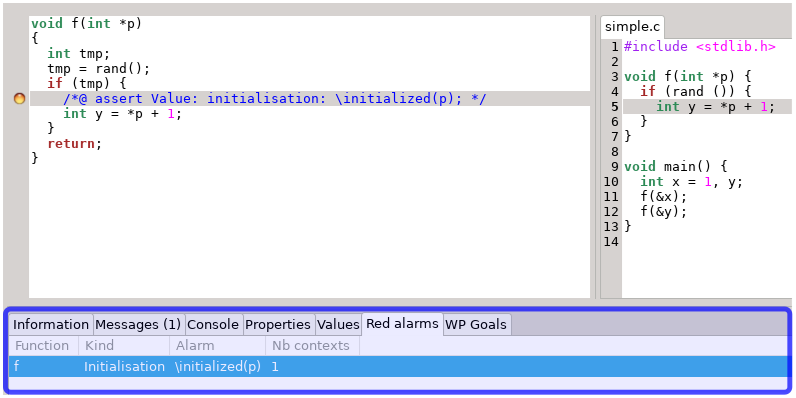 void f(int *p)
{
  int tmp;
  tmp = rand();
  if (tmp) {
    /*@ assert Value: initialisation: \initialized(p); */
    int y = *p + 1;
  }
  return;
}
simple.c
1 #include <stdlib.h>
2
3 void f(int *p) {
4   if (rand ()) {
5     int y = *p + 1;
6   }
7 }
8
9 void main() {
10   int x = 1, y;
11   f(&x);
12   f(&y);
13 }
14
Information Messages (1) Console Properties Values Red alarms WP Goals
Function Kind Alarm Nb contexts
f Initialisation \initialized(p) 1